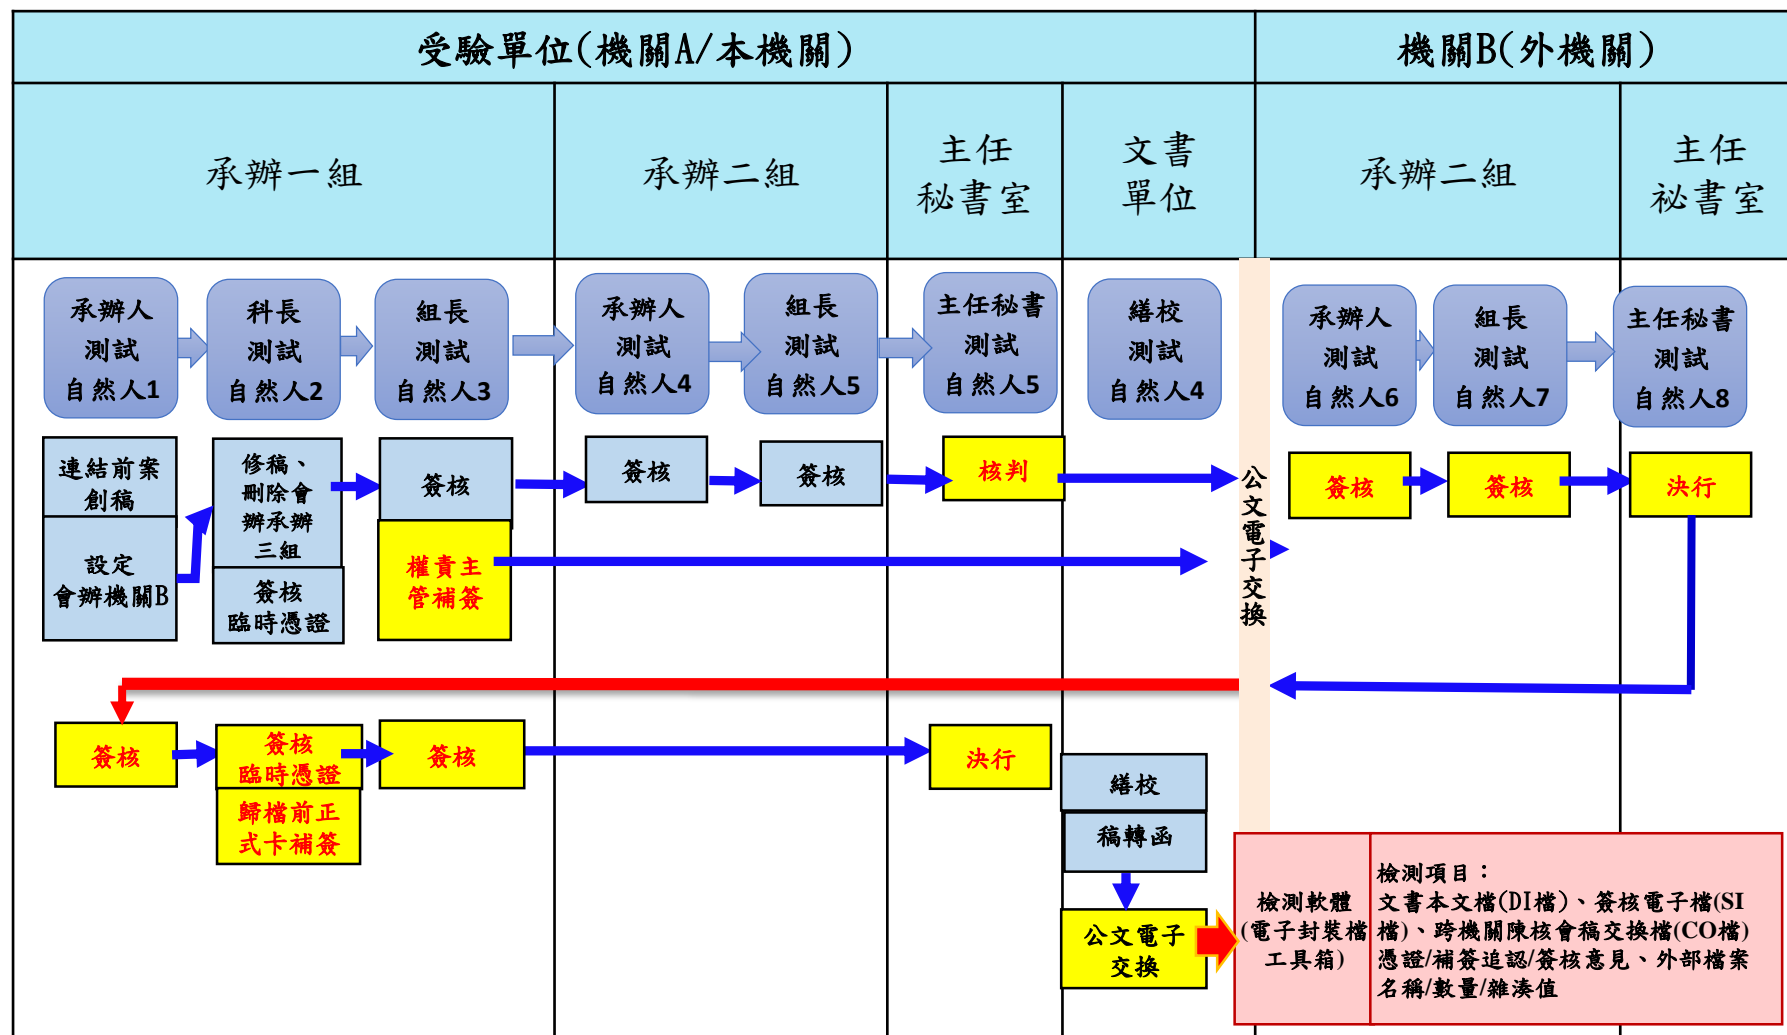 受驗單位(機關A/本機關)
機關B(外機關)
承辦一組
承辦二組
主任
秘書室
文書
單位
承辦二組
主任
祕書室
承辦人
測試
自然人1
科長
測試
自然人2
組長
測試
自然人3
承辦人
測試
自然人4
組長
測試
自然人5
主任秘書
測試
自然人5
繕校
測試
自然人4
承辦人
測試
自然人6
組長
測試
自然人7
主任秘書
測試
自然人8
連結前案
創稿
設定
會辦機關B
修稿、
刪除會
辦承辦
三組
簽核
臨時憑證
簽核
權責主
管補簽
簽核
簽核
核判
公文電子交換
簽核
簽核
決行
簽核
簽核
臨時憑證
歸檔前正
式卡補簽
簽核
決行
繕校
稿轉函
公文電子
交換
檢測軟體
(電子封裝檔
工具箱)
檢測項目：
文書本文檔(DI檔)、簽核電子檔(SI
檔)、跨機關陳核會稿交換檔(CO檔)
憑證/補簽追認/簽核意見、外部檔案
名稱/數量/雜湊值